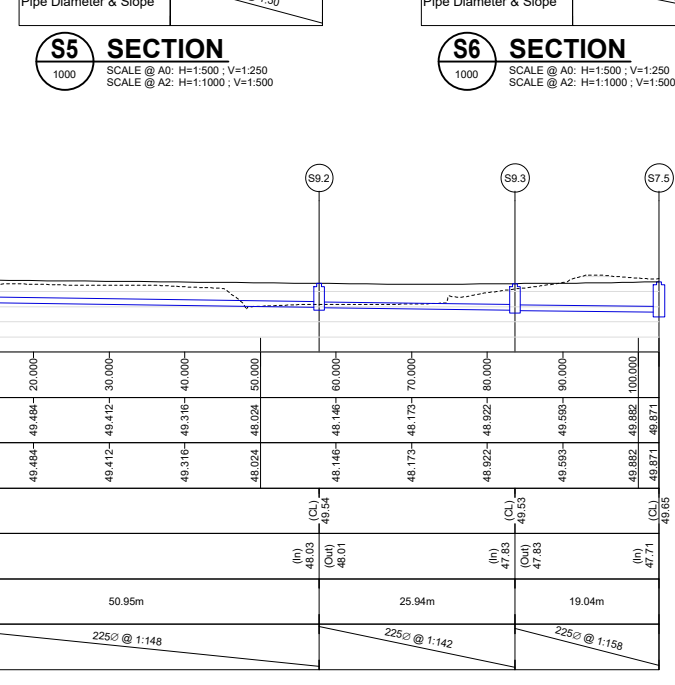 Pipe Diameter & Slope
Pipe Diameter & Slope
S5
1000
SECTION
SCALE @ A0: H=1:500 ; V=1:250
SCALE @ A2: H=1:1000 ; V=1:500
S6
1000
SECTION
SCALE @ A0: H=1:500 ; V=1:250
SCALE @ A2: H=1:1000 ; V=1:500
S9.2
S9.3
S7.5
20.000
30.000
40.000
50.000
60.000
70.000
80.000
90.000
100.000
49.484
49.412
49.316
48.024
48.146
48.173
48.922
49.593
49.882
49.871
49.484
49.412
49.316
48.024
48.146
48.173
48.922
49.593
49.882
49.871
(CL)
49.54
(CL)
49.53
(CL)
49.65
(In)
48.03
(Out)
48.01
(In)
47.83
(Out)
47.83
(In)
47.71
50.95m
25.94m
19.04m
225∅ @ 1:148
225∅ @ 1:142
225∅ @ 1:158